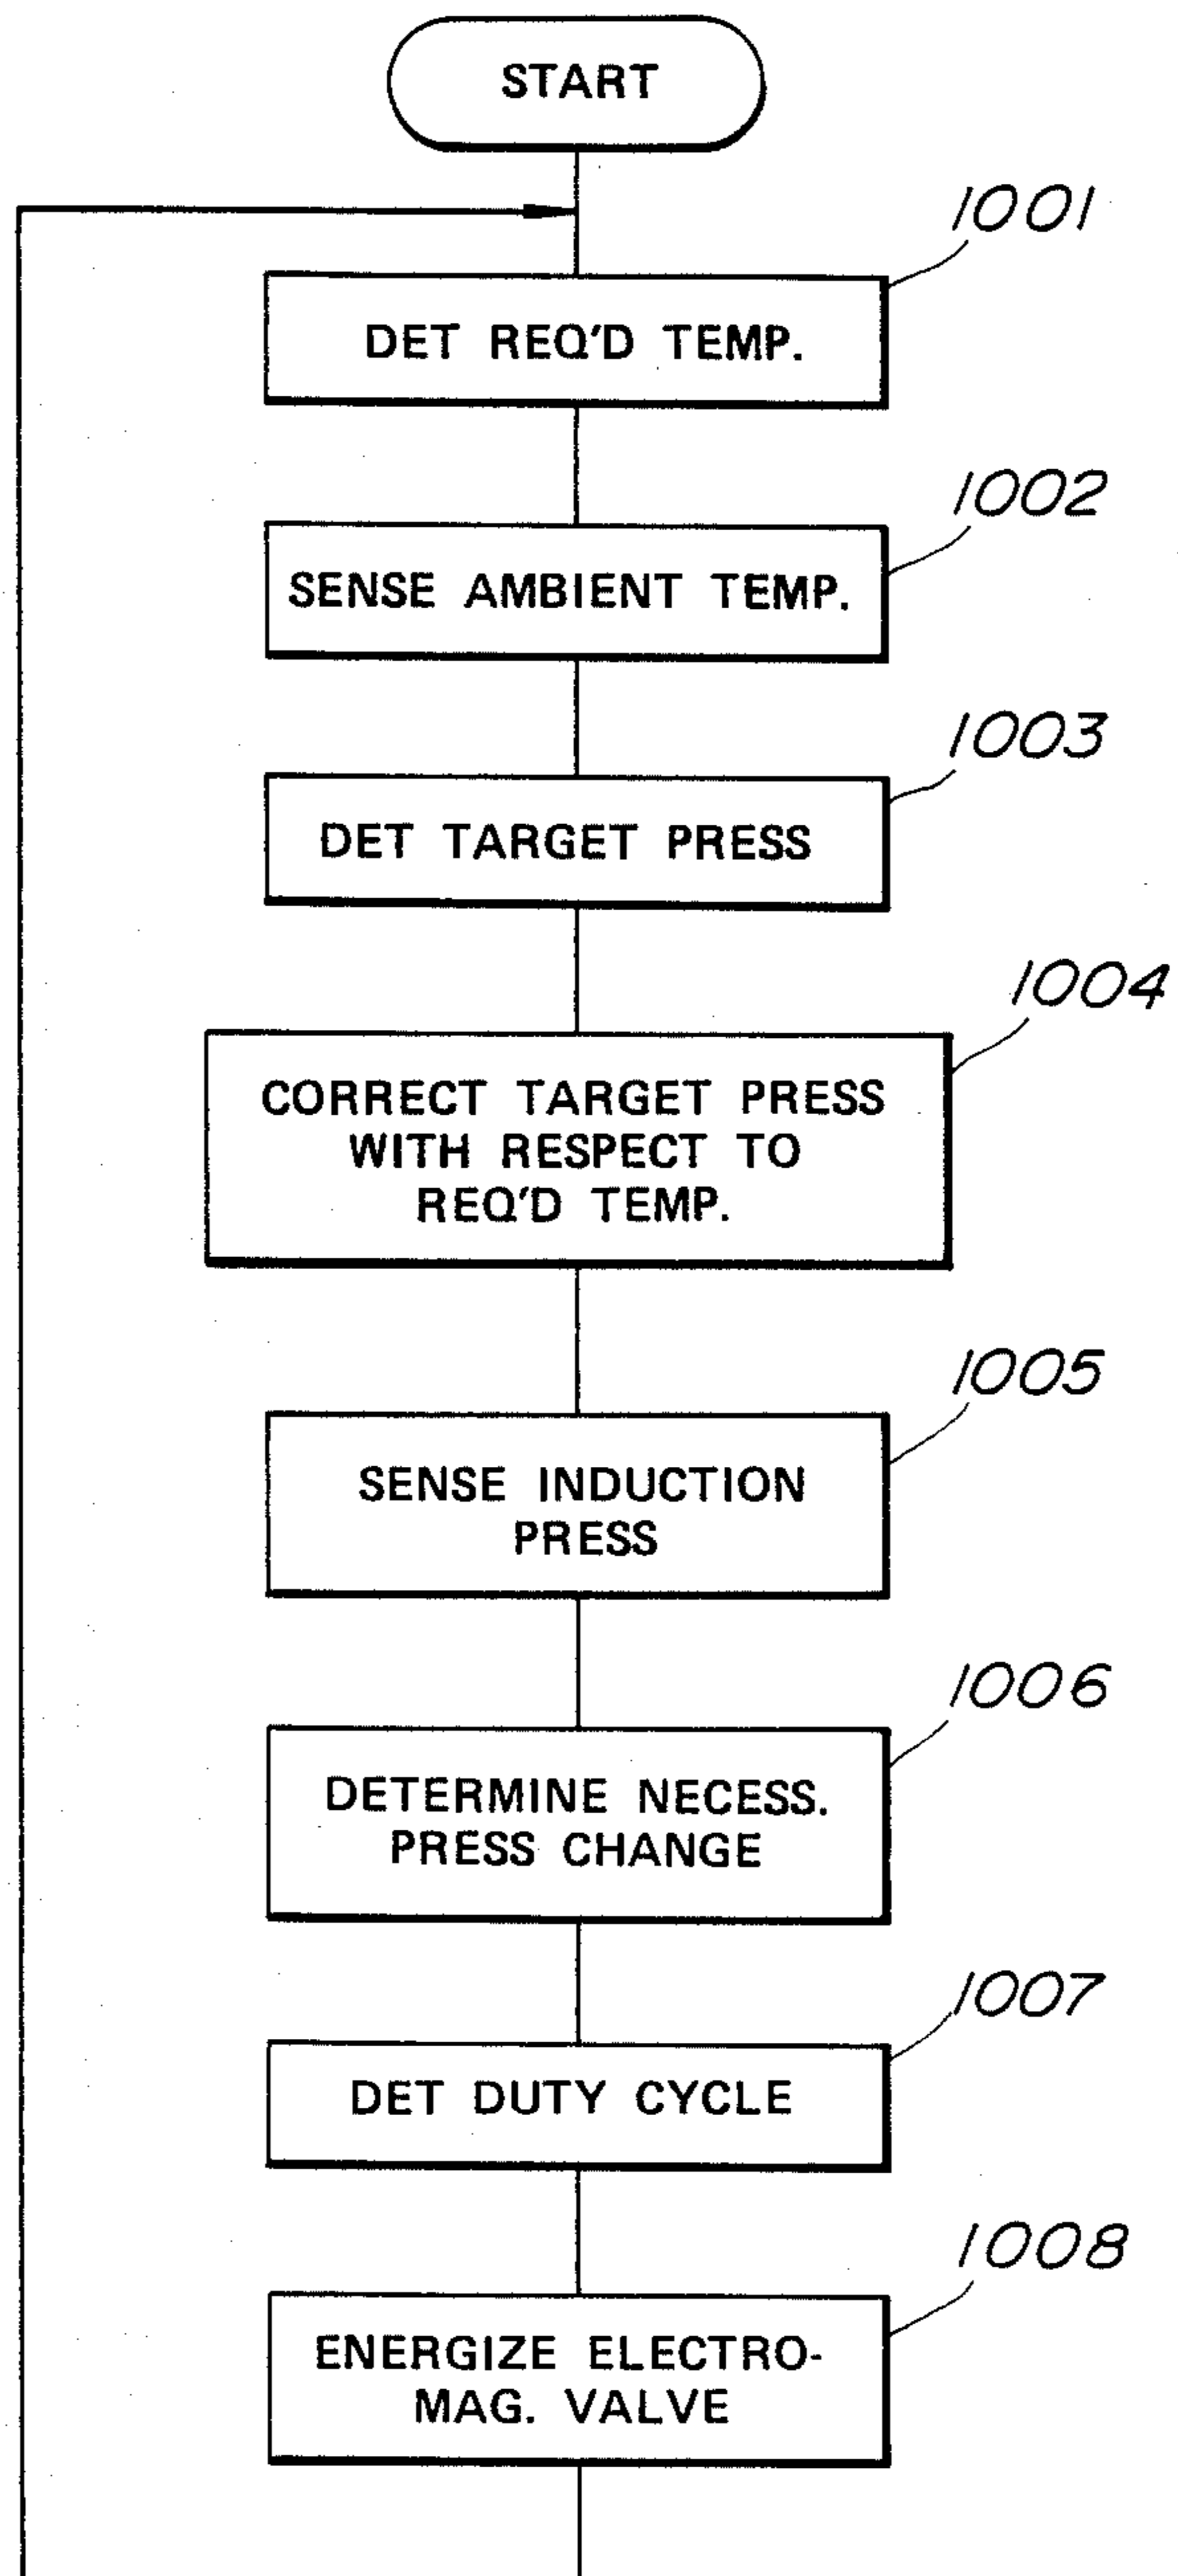 START
1001
DET REQ'D TEMP.
1002
SENSE AMBIENT TEMP.
1003
DET TARGET PRESS
1004
CORRECT TARGET PRESS
WITH RESPECT TO
REQ'D TEMP.
1005
SENSE INDUCTION
PRESS
1006
DETERMINE NECESS.
PRESS CHANGE
1007
DET DUTY CYCLE
1008
ENERGIZE ELECTRO-
MAG. VALVE